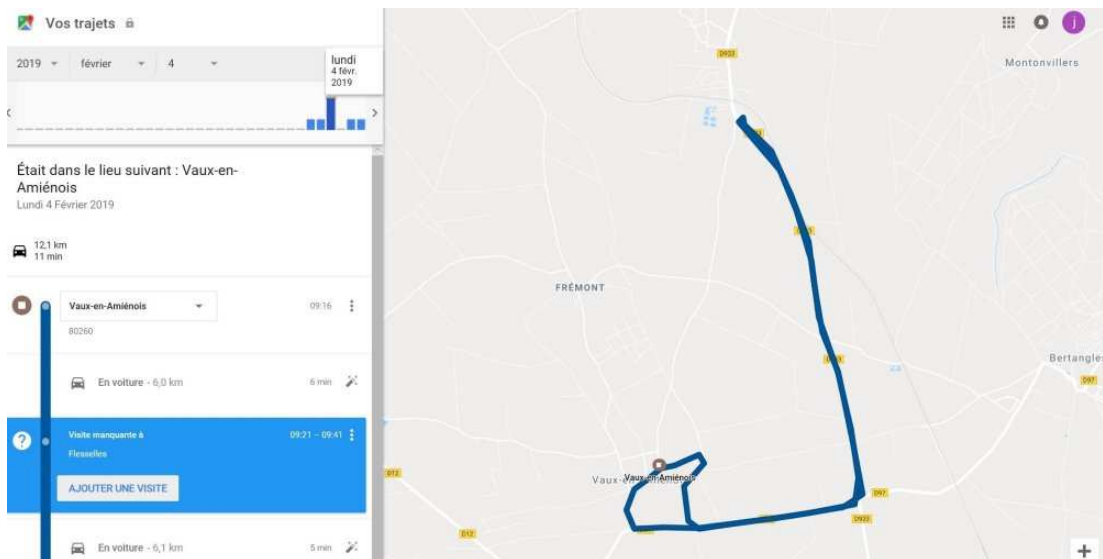 Vos trajets
j
2019 février 4
lundi
4 févr.
2019
Était dans le lieu suivant : Vaux-en-
Amiénois
Lundi 4 Février 2019
12,1 km
11 min
Vaux-en-Amiénois 09:16
80260
En voiture - 6,0 km 6 min
? Visite manquante à 09:21 – 09:41
Flesselles
AJOUTER UNE VISITE
En voiture - 6,1 km 5 min
D933
Montonvillers
FRÉMONT
Bertangles
D97
Vaux-en-Amiénois
D12
D97
D12
D933
+